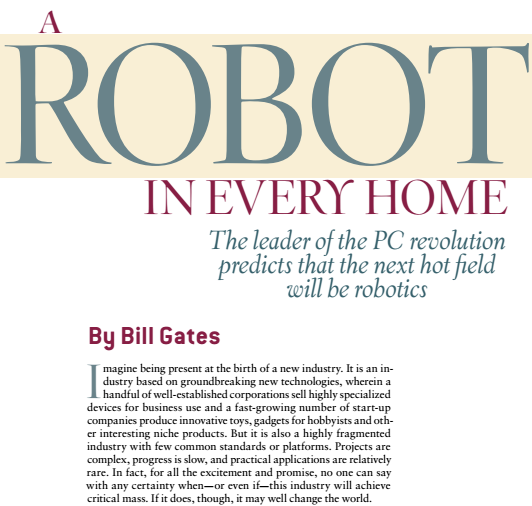 A
ROBOT
IN EVERY HOME
The leader of the PC revolution
predicts that the next hot field
will be robotics
By Bill Gates
Imagine being present at the birth of a new industry. It is an in-
dustry based on groundbreaking new technologies, wherein a
handful of well-established corporations sell highly specialized
devices for business use and a fast-growing number of start-up
companies produce innovative toys, gadgets for hobbyists and oth-
er interesting niche products. But it is also a highly fragmented
industry with few common standards or platforms. Projects are
complex, progress is slow, and practical applications are relatively
rare. In fact, for all the excitement and promise, no one can say
with any certainty when—or even if—this industry will achieve
critical mass. If it does, though, it may well change the world.